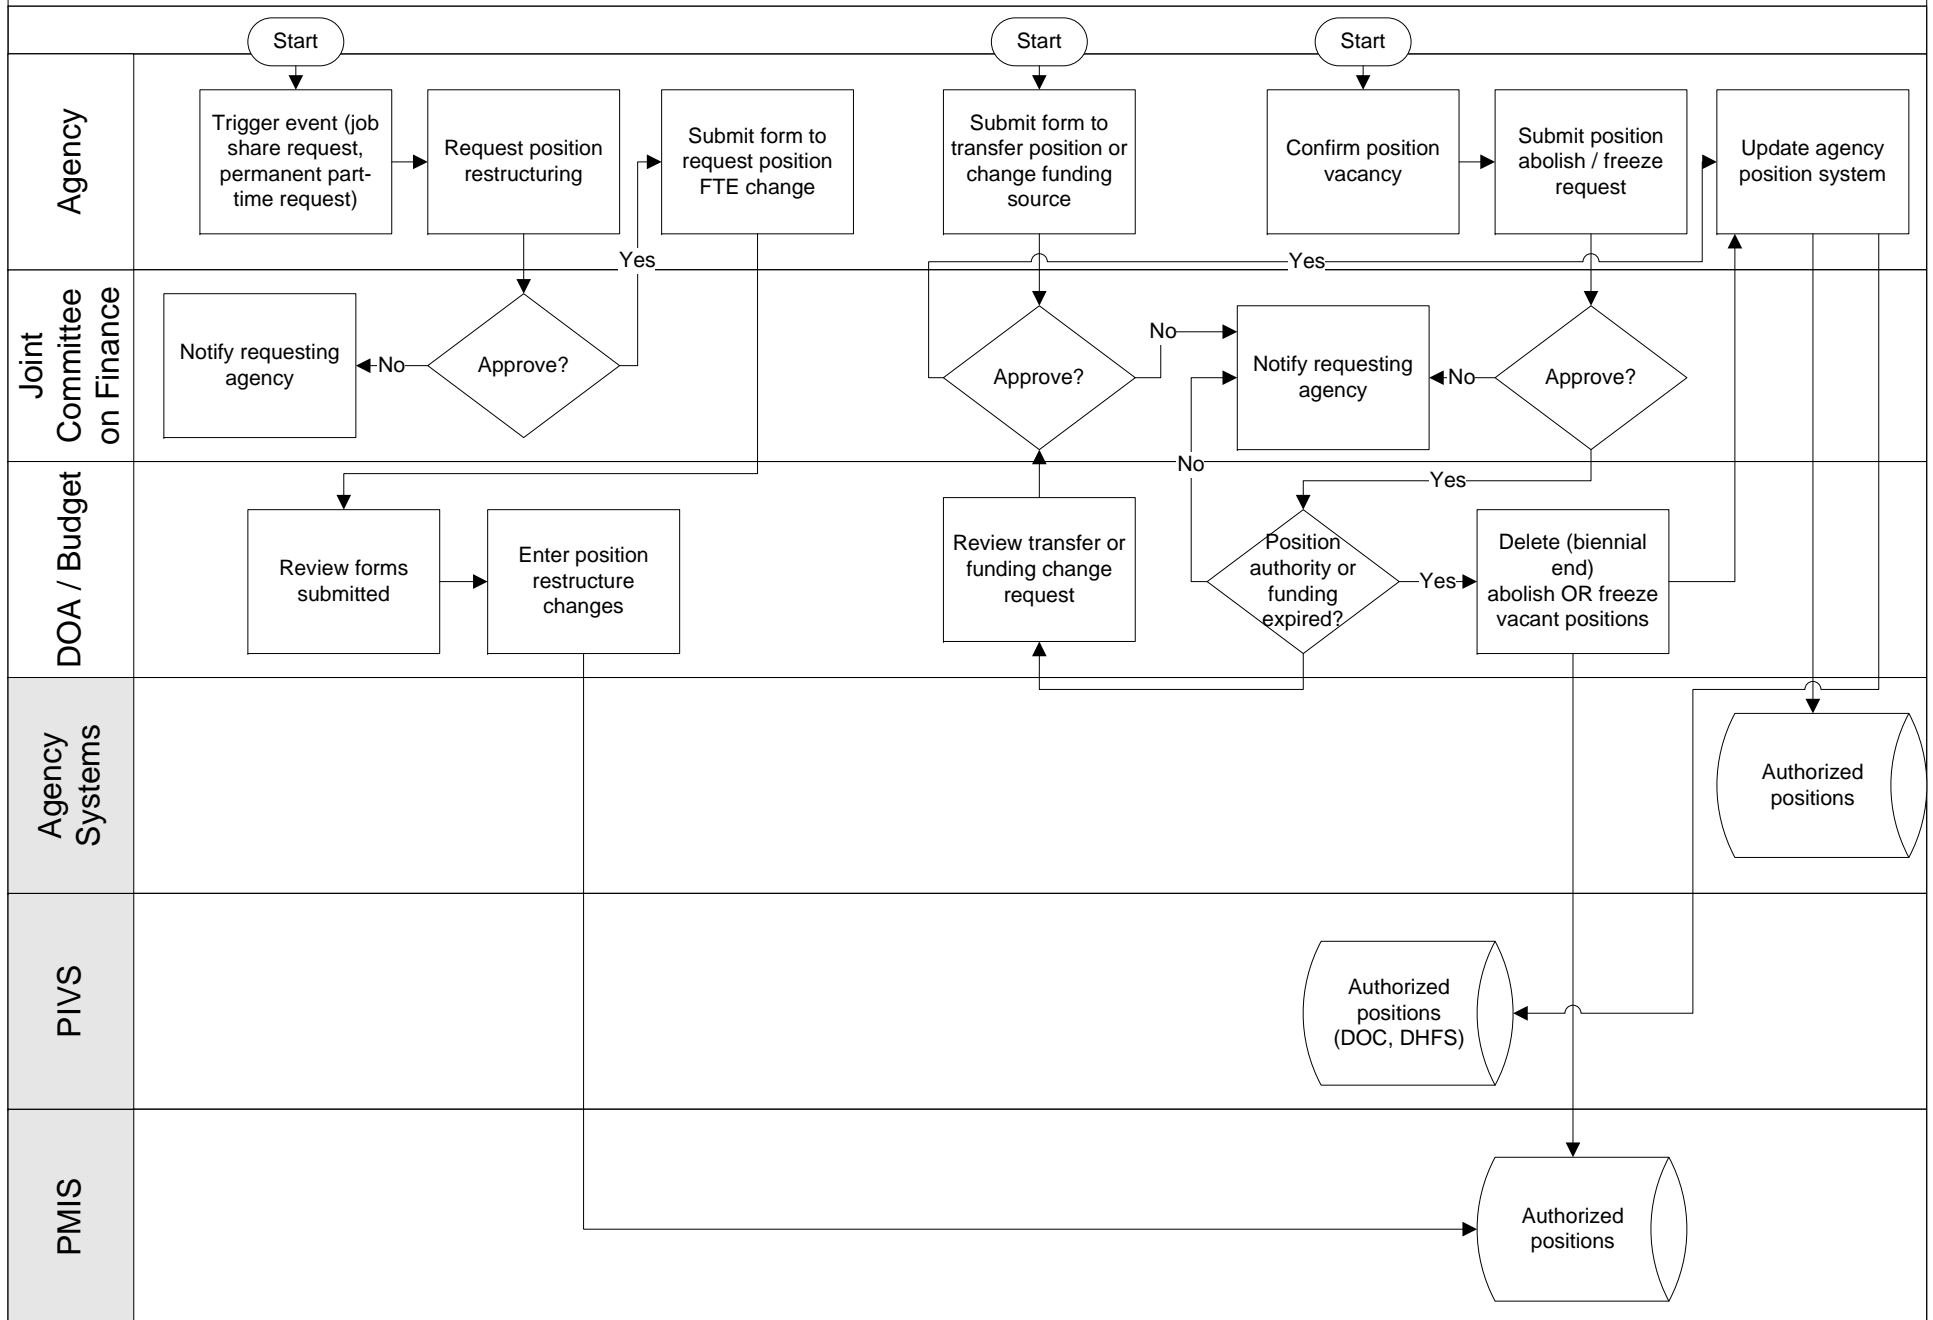 Start
Start
Start
Agency
Trigger event (job
share request,
permanent part-
time request)
Request position
restructuring
Submit form to
request position
FTE change
Submit form to
transfer position or
change funding
source
Confirm position
vacancy
Submit position
abolish / freeze
request
Update agency
position system
Yes
Yes
Joint
Committee
on Finance
Notify requesting
agency
No
Approve?
Approve?
No
Notify requesting
agency
No
Approve?
No
Yes
DOA / Budget
Review forms
submitted
Enter position
restructure
changes
Review transfer or
funding change
request
Position
authority or
funding
expired?
Yes
Delete (biennial
end)
abolish OR freeze
vacant positions
Agency
Systems
Authorized
positions
PIVS
Authorized
positions
(DOC, DHFS)
PMIS
Authorized
positions